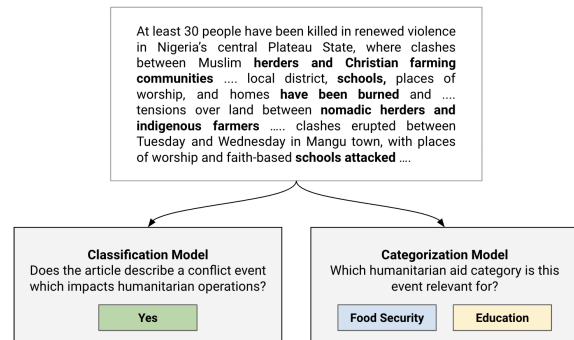 At least 30 people have been killed in renewed violence
in Nigeria's central Plateau State, where clashes
between Muslim herders and Christian farming
communities .... local district, schools, places of
worship, and homes have been burned and ....
tensions over land between nomadic herders and
indigenous farmers ..... clashes erupted between
Tuesday and Wednesday in Mangu town, with places
of worship and faith-based schools attacked ....
Classification Model
Does the article describe a conflict event
which impacts humanitarian operations?
Yes
Categorization Model
Which humanitarian aid category is this
event relevant for?
Food Security
Education